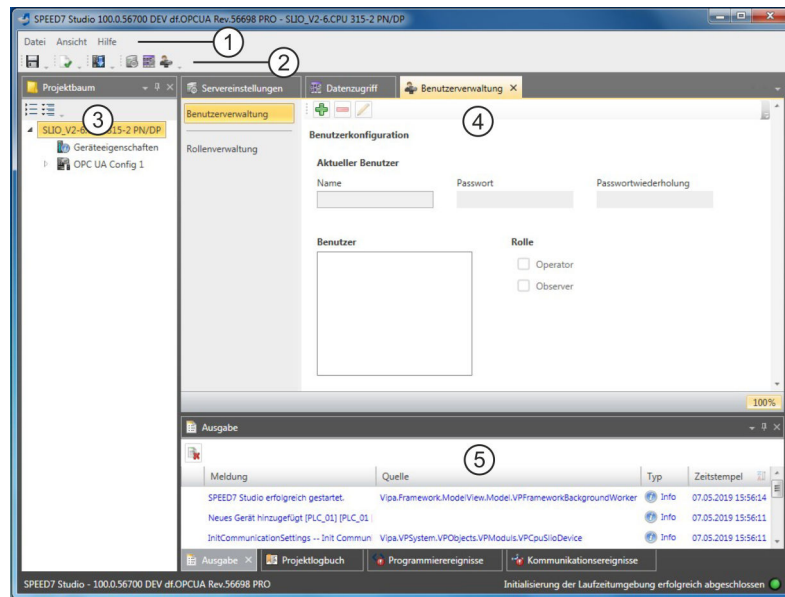 SPEED7 Studio 100.0.56700 DEV df.OPCUA Rev.56698 PRO - SLIO_V2-6.CPU 315-2 PN/DP
Datei Ansicht Hilfe
1
2
Projektbaum
Servereinstellungen
Datenzugriff
Benutzerverwaltung
3
SLIO_V2-6. 315-2 PN/DP
Geräteeigenschaften
OPC UA Config 1
Benutzerverwaltung
Rollenverwaltung
4
Benutzerkonfiguration
Aktueller Benutzer
Name Passwort Passwortwiederholung
Benutzer Rolle
Operator
Observer
100%
Ausgabe
5
Meldung Quelle Typ Zeitstempel
SPEED7 Studio erfolgreich gestartet. Vipa.Framework.ModelView.Model.VPFrameworkBackgroundWorker Info 07.05.2019 15:56:14
Neues Gerät hinzugefügt [PLC_01] [PLC_01 Info 07.05.2019 15:56:11
InitCommunicationSettings -- Init Communi Vipa.VPSystem.VPObjects.VPModuls.VPCpuSlioDevice Info 07.05.2019 15:56:11
Ausgabe Projektlogbuch Programmierereignisse Kommunikationsereignisse
SPEED7 Studio - 100.0.56700 DEV df.OPCUA Rev.56698 PRO Initialisierung der Laufzeitumgebung erfolgreich abgeschlossen